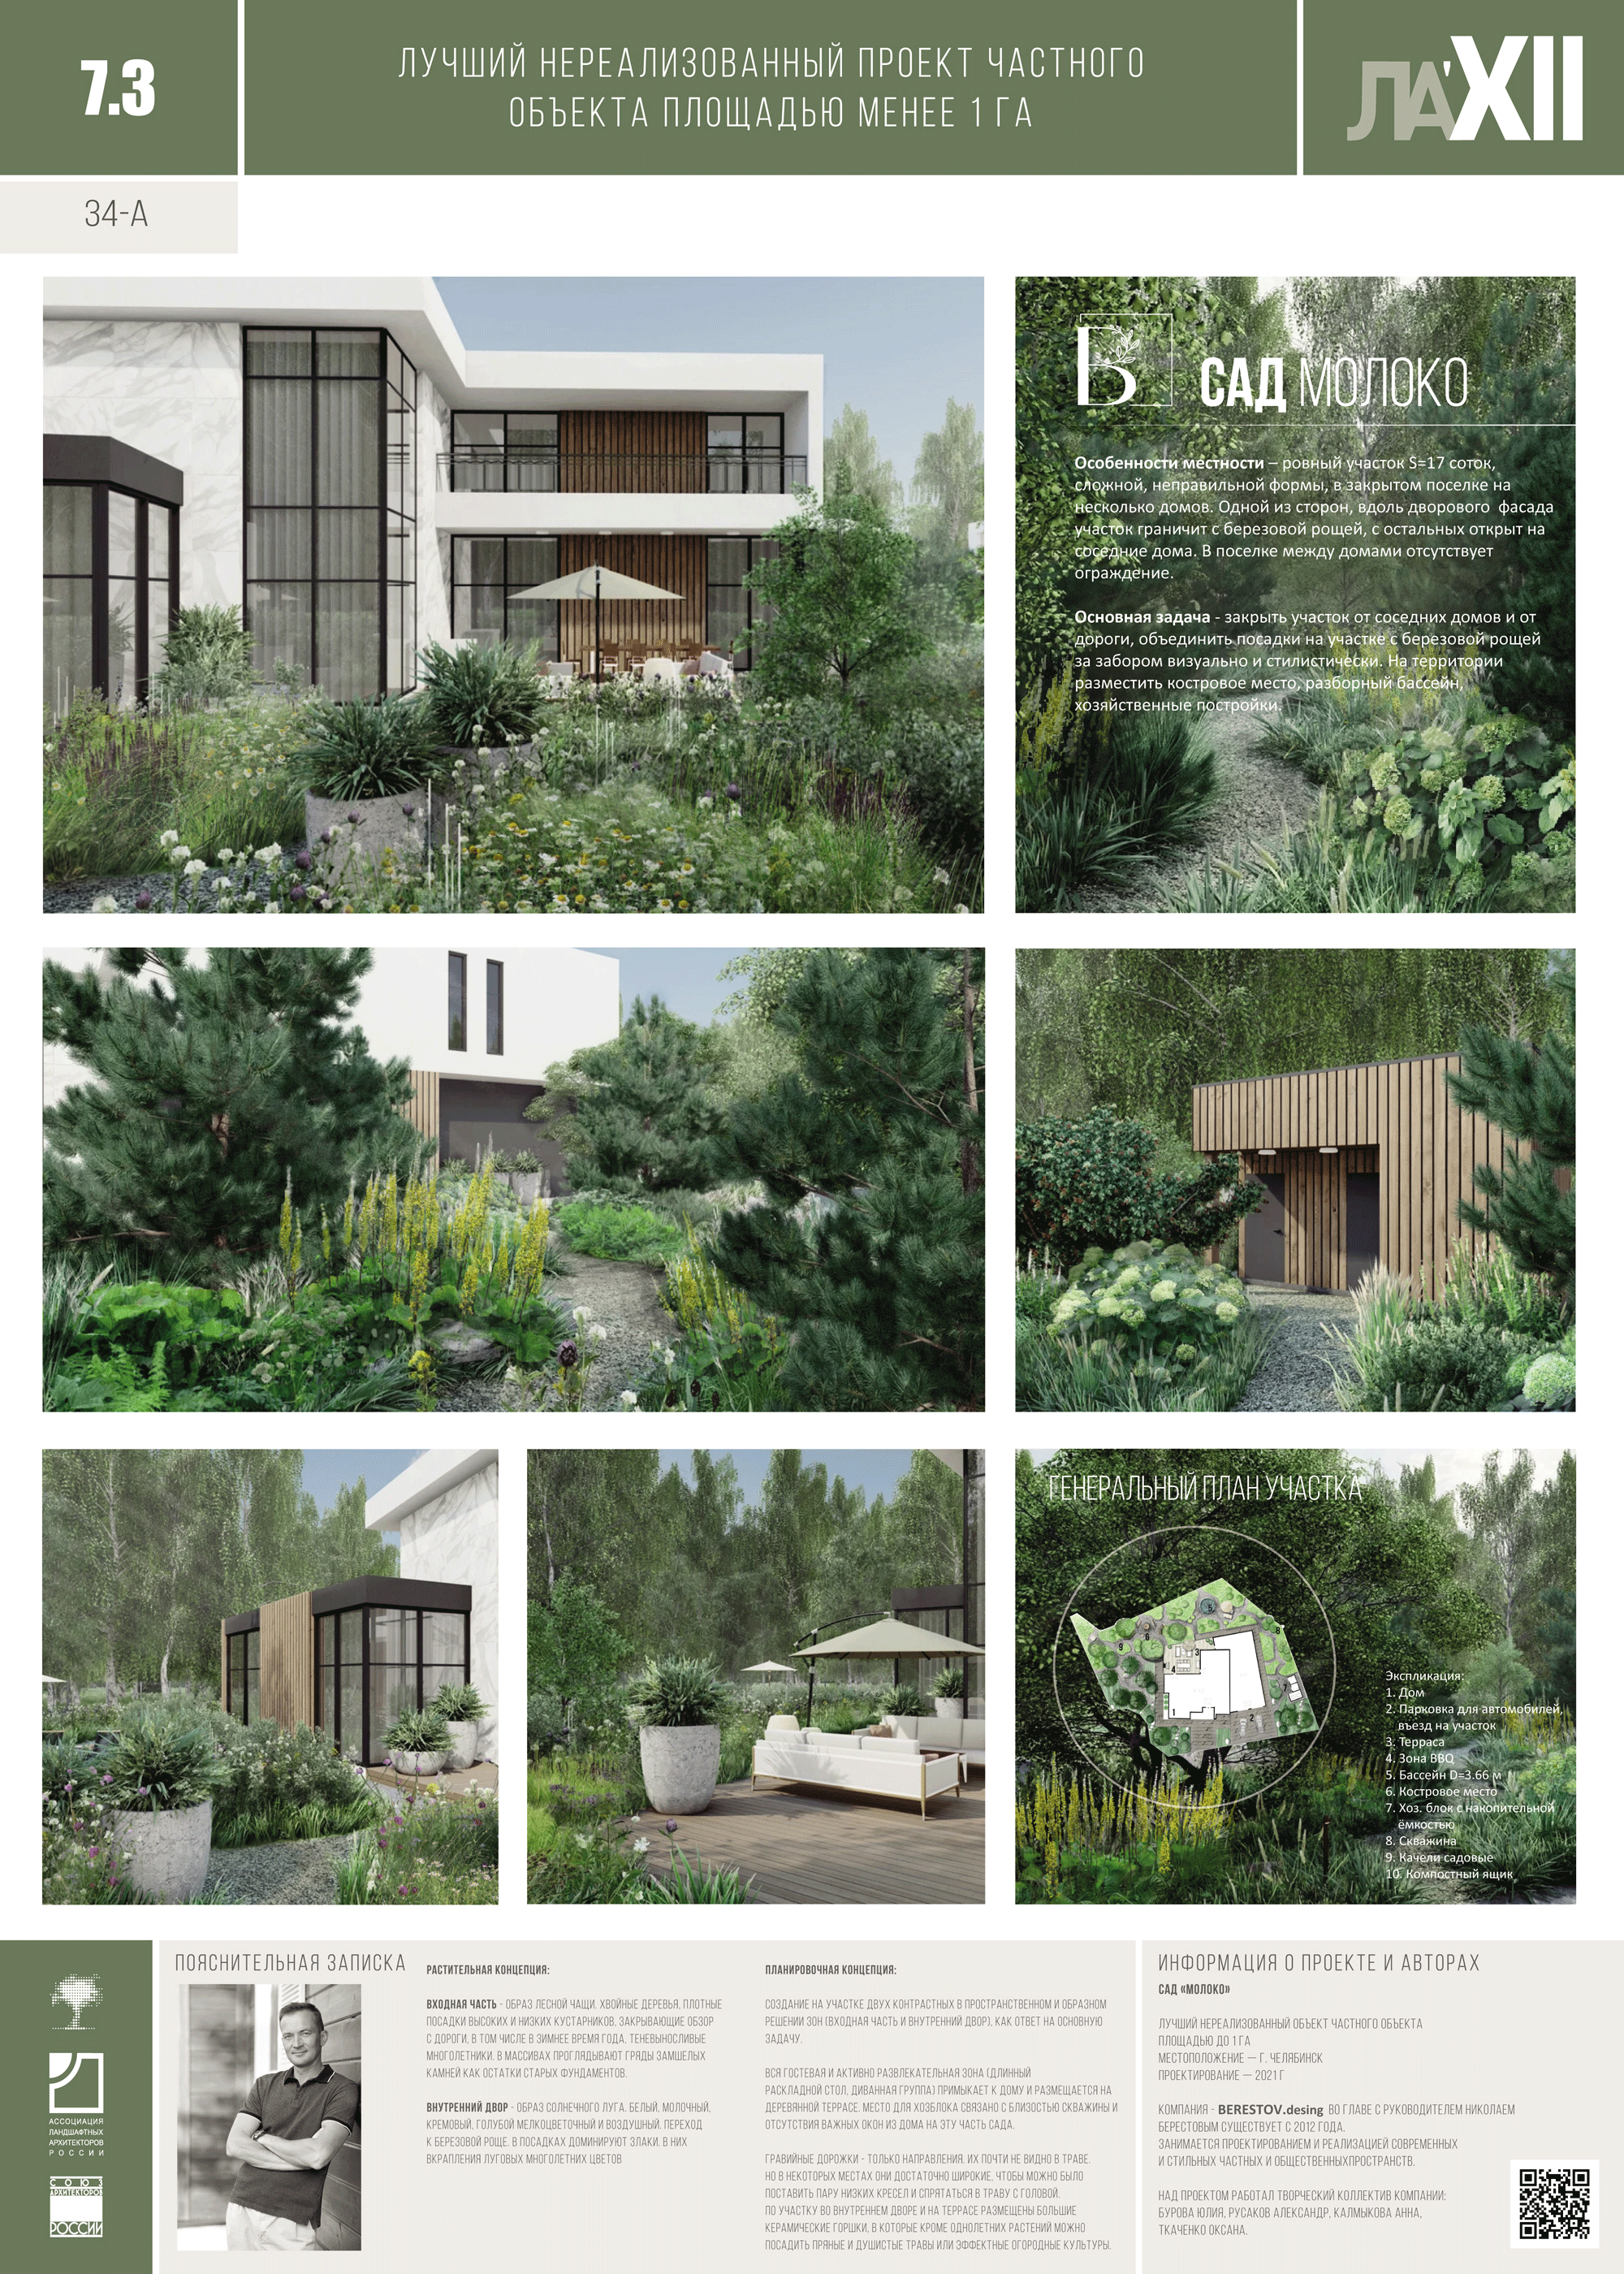 7.3
ЛУЧШИЙ НЕРЕАЛИЗОВАННЫЙ ПРОЕКТ ЧАСТНОГО
ОБЪЕКТА ПЛОЩАДЬЮ МЕНЕЕ 1 ГА
ЛА'XII
34-А
Б САД МОЛОКО
Особенности местности – ровный участок S=17 соток,
сложной, неправильной формы, в закрытом поселке на
несколько домов. Одной из сторон, вдоль дворового фасада
участок граничит с березовой рощей, с остальных открыт на
соседние дома. В поселке между домами отсутствует
ограждение.
Основная задача - закрыть участок от соседних домов и от
дороги, объединить посадки на участке с березовой рощей
за забором визуально и стилистически. На территории
разместить костровое место, разборный бассейн,
хозяйственные постройки.
ГЕНЕРАЛЬНЫЙ ПЛАН УЧАСТКА
Экспликация:
1. Дом
2. Парковка для автомобилей,
въезд на участок
3. Терраса
4. Зона BBQ
5. Бассейн D=3.66 м
6. Костровое место
7. Хоз. блок с накопительной
ёмкостью
8. Скважина
9. Качели садовые
10. Компостный ящик
АССОЦИАЦИЯ
ЛАНДШАФТНЫХ
АРХИТЕКТОРОВ
РОССИИ
СОЮЗ
АРХИТЕКТОРОВ
РОССИИ
ПОЯСНИТЕЛЬНАЯ ЗАПИСКА
РАСТИТЕЛЬНАЯ КОНЦЕПЦИЯ:
ВХОДНАЯ ЧАСТЬ - ОБРАЗ ЛЕСНОЙ ЧАЩИ. ХВОЙНЫЕ ДЕРЕВЬЯ, ПЛОТНЫЕ
ПОСАДКИ ВЫСОКИХ И НИЗКИХ КУСТАРНИКОВ, ЗАКРЫВАЮЩИЕ ОБЗОР
С ДОРОГИ, В ТОМ ЧИСЛЕ В ЗИМНЕЕ ВРЕМЯ ГОДА, ТЕНЕВЫНОСЛИВЫЕ
МНОГОЛЕТНИКИ. В МАССИВАХ ПРОГЛЯДЫВАЮТ ГРЯДЫ ЗАМШЕЛЫХ
КАМНЕЙ КАК ОСТАТКИ СТАРЫХ ФУНДАМЕНТОВ.
ВНУТРЕННИЙ ДВОР - ОБРАЗ СОЛНЕЧНОГО ЛУГА. БЕЛЫЙ, МОЛОЧНЫЙ,
КРЕМОВЫЙ, ГОЛУБОЙ МЕЛКОЦВЕТОЧНЫЙ И ВОЗДУШНЫЙ. ПЕРЕХОД
К БЕРЕЗОВОЙ РОЩЕ. В ПОСАДКАХ ДОМИНИРУЮТ ЗЛАКИ. В НИХ
ВКРАПЛЕНИЯ ЛУГОВЫХ МНОГОЛЕТНИХ ЦВЕТОВ
ПЛАНИРОВОЧНАЯ КОНЦЕПЦИЯ:
СОЗДАНИЕ НА УЧАСТКЕ ДВУХ КОНТРАСТНЫХ В ПРОСТРАНСТВЕННОМ И ОБРАЗНОМ
РЕШЕНИИ ЗОН (ВХОДНАЯ ЧАСТЬ И ВНУТРЕННИЙ ДВОР), КАК ОТВЕТ НА ОСНОВНУЮ
ЗАДАЧУ.
ВСЯ ГОСТЕВАЯ И АКТИВНО РАЗВЛЕКАТЕЛЬНАЯ ЗОНА (ДЛИННЫЙ
РАСКЛАДНОЙ СТОЛ, ДИВАННАЯ ГРУППА) ПРИМЫКАЕТ К ДОМУ И РАЗМЕЩАЕТСЯ НА
ДЕРЕВЯННОЙ ТЕРРАСЕ. МЕСТО ДЛЯ ХОЗБЛОКА СВЯЗАНО С БЛИЗОСТЬЮ СКВАЖИНЫ И
ОТСУТСТВИЯ ВАЖНЫХ ОКОН ИЗ ДОМА НА ЭТУ ЧАСТЬ САДА.
ГРАВИЙНЫЕ ДОРОЖКИ - ТОЛЬКО НАПРАВЛЕНИЯ. ИХ ПОЧТИ НЕ ВИДНО В ТРАВЕ.
НО В НЕКОТОРЫХ МЕСТАХ ОНИ ДОСТАТОЧНО ШИРОКИЕ, ЧТОБЫ МОЖНО БЫЛО
ПОСТАВИТЬ ПАРУ НИЗКИХ КРЕСЕЛ И СПРЯТАТЬСЯ В ТРАВУ С ГОЛОВОЙ.
ПО УЧАСТКУ ВО ВНУТРЕННЕМ ДВОРЕ И НА ТЕРРАСЕ РАЗМЕЩЕНЫ БОЛЬШИЕ
КЕРАМИЧЕСКИЕ ГОРШКИ, В КОТОРЫЕ КРОМЕ ОДНОЛЕТНИХ РАСТЕНИЙ МОЖНО
ПОСАДИТЬ ПРЯНЫЕ И ДУШИСТЫЕ ТРАВЫ ИЛИ ЭФФЕКТНЫЕ ОГОРОДНЫЕ КУЛЬТУРЫ.
ИНФОРМАЦИЯ О ПРОЕКТЕ И АВТОРАХ
САД «МОЛОКО»
ЛУЧШИЙ НЕРЕАЛИЗОВАННЫЙ ОБЪЕКТ ЧАСТНОГО ОБЪЕКТА
ПЛОЩАДЬЮ ДО 1 ГА
МЕСТОПОЛОЖЕНИЕ — Г. ЧЕЛЯБИНСК
ПРОЕКТИРОВАНИЕ — 2021 Г
КОМПАНИЯ - BERESTOV.desing ВО ГЛАВЕ С РУКОВОДИТЕЛЕМ НИКОЛАЕМ
БЕРЕСТОВЫМ СУЩЕСТВУЕТ С 2012 ГОДА.
ЗАНИМАЕТСЯ ПРОЕКТИРОВАНИЕМ И РЕАЛИЗАЦИЕЙ СОВРЕМЕННЫХ
И СТИЛЬНЫХ ЧАСТНЫХ И ОБЩЕСТВЕННЫХПРОСТРАНСТВ.
НАД ПРОЕКТОМ РАБОТАЛ ТВОРЧЕСКИЙ КОЛЛЕКТИВ КОМПАНИИ:
БУРОВА ЮЛИЯ, РУСАКОВ АЛЕКСАНДР, КАЛМЫКОВА АННА,
ТКАЧЕНКО ОКСАНА.